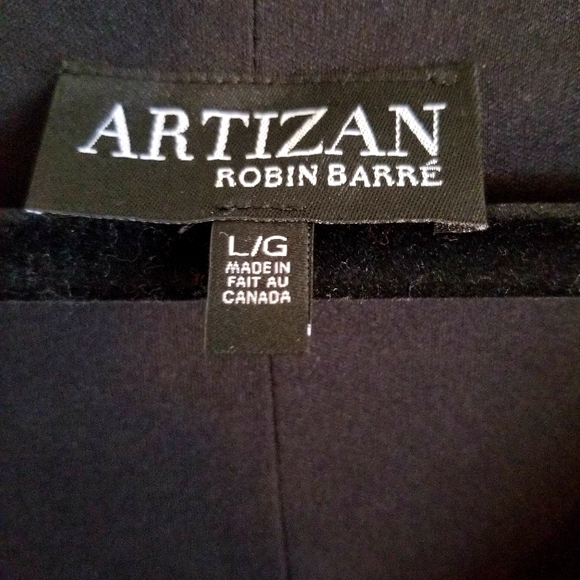 ARTIZAN
ROBIN BARRÉ
L/G
MADE IN
FAIT AU
CANADA